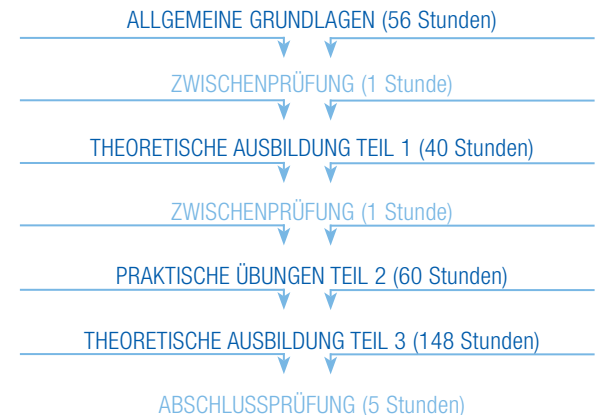 ALLGEMEINE GRUNDLAGEN (56 Stunden)
ZWISCHENPRÜFUNG (1 Stunde)
THEORETISCHE AUSBILDUNG TEIL 1 (40 Stunden)
ZWISCHENPRÜFUNG (1 Stunde)
PRAKTISCHE ÜBUNGEN TEIL 2 (60 Stunden)
THEORETISCHE AUSBILDUNG TEIL 3 (148 Stunden)
ABSCHLUSSPRÜFUNG (5 Stunden)